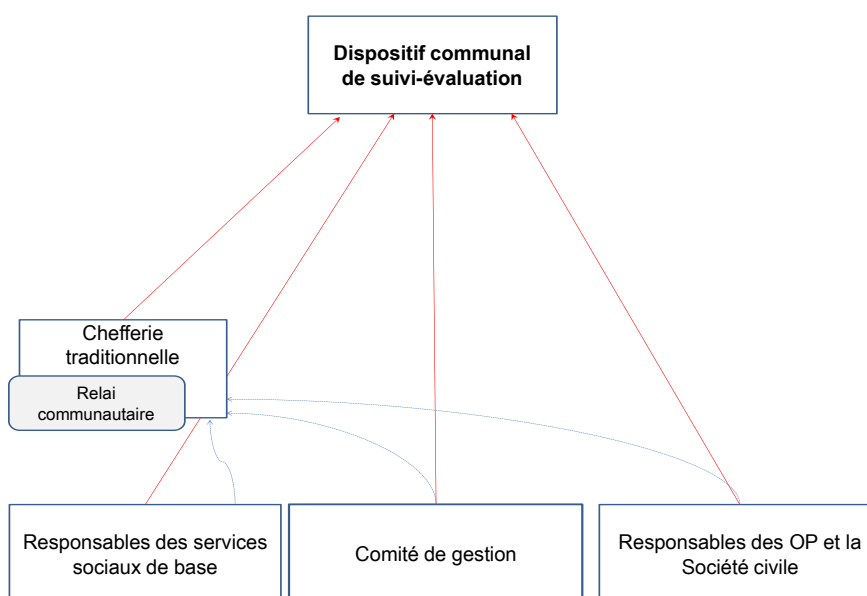 Dispositif communal
de suivi-évaluation
Chefferie
traditionnelle
Relai
communautaire
Responsables des services
sociaux de base
Comité de gestion
Responsables des OP et la
Société civile